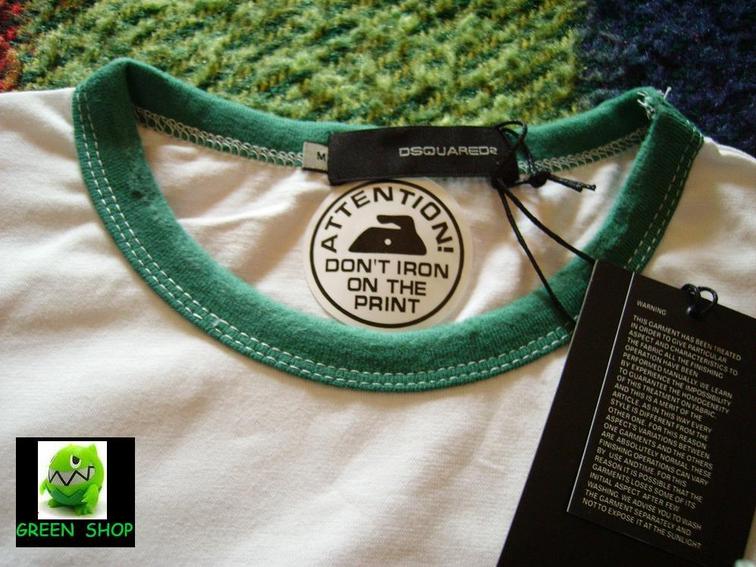 M
DSQUARED2
ATTENTION!
DON'T IRON
ON THE
PRINT
WARNING
THIS GARMENT HAS BEEN TREATED
IN ORDER TO GIVE PARTICULAR
ASPECT AND CHARACTERISTICS TO
THE FABRIC ALL THE FINISHING
OPERATION HAVE BEEN
PERFORMED MANUALLY. WE LEARN
BY EXPERIENCE THE IMPOSSIBILITY
TO GUARANTEE THE HOMOGENEITY
OF THIS TREATMENT ON FABRIC
AND THIS IS A MERIT OF THE
ARTICLE. AS IN THIS WAY EVERY
STYLE IS DIFFERENT FROM THE
OTHER ONE. FOR THIS REASON
ASPECT'S VARIATIONS BETWEEN
ONE GARMENTS AND THE OTHERS
ARE ABSOLUTELY NORMAL. THESE
FINISHING OPERATIONS CAN VARY
BY USE AND TIME FOR THIS
REASON IT IS POSSIBLE THAT THE
GARMENTS LOSES SOME OF ITS
INITIAL ASPECT AFTER FEW
WASHING. WE ADVISE YOU TO WASH
THE GARMENT SEPARATELY AND
NOT TO EXPOSE IT AT THE SUNLIGHT
GREEN SHOP